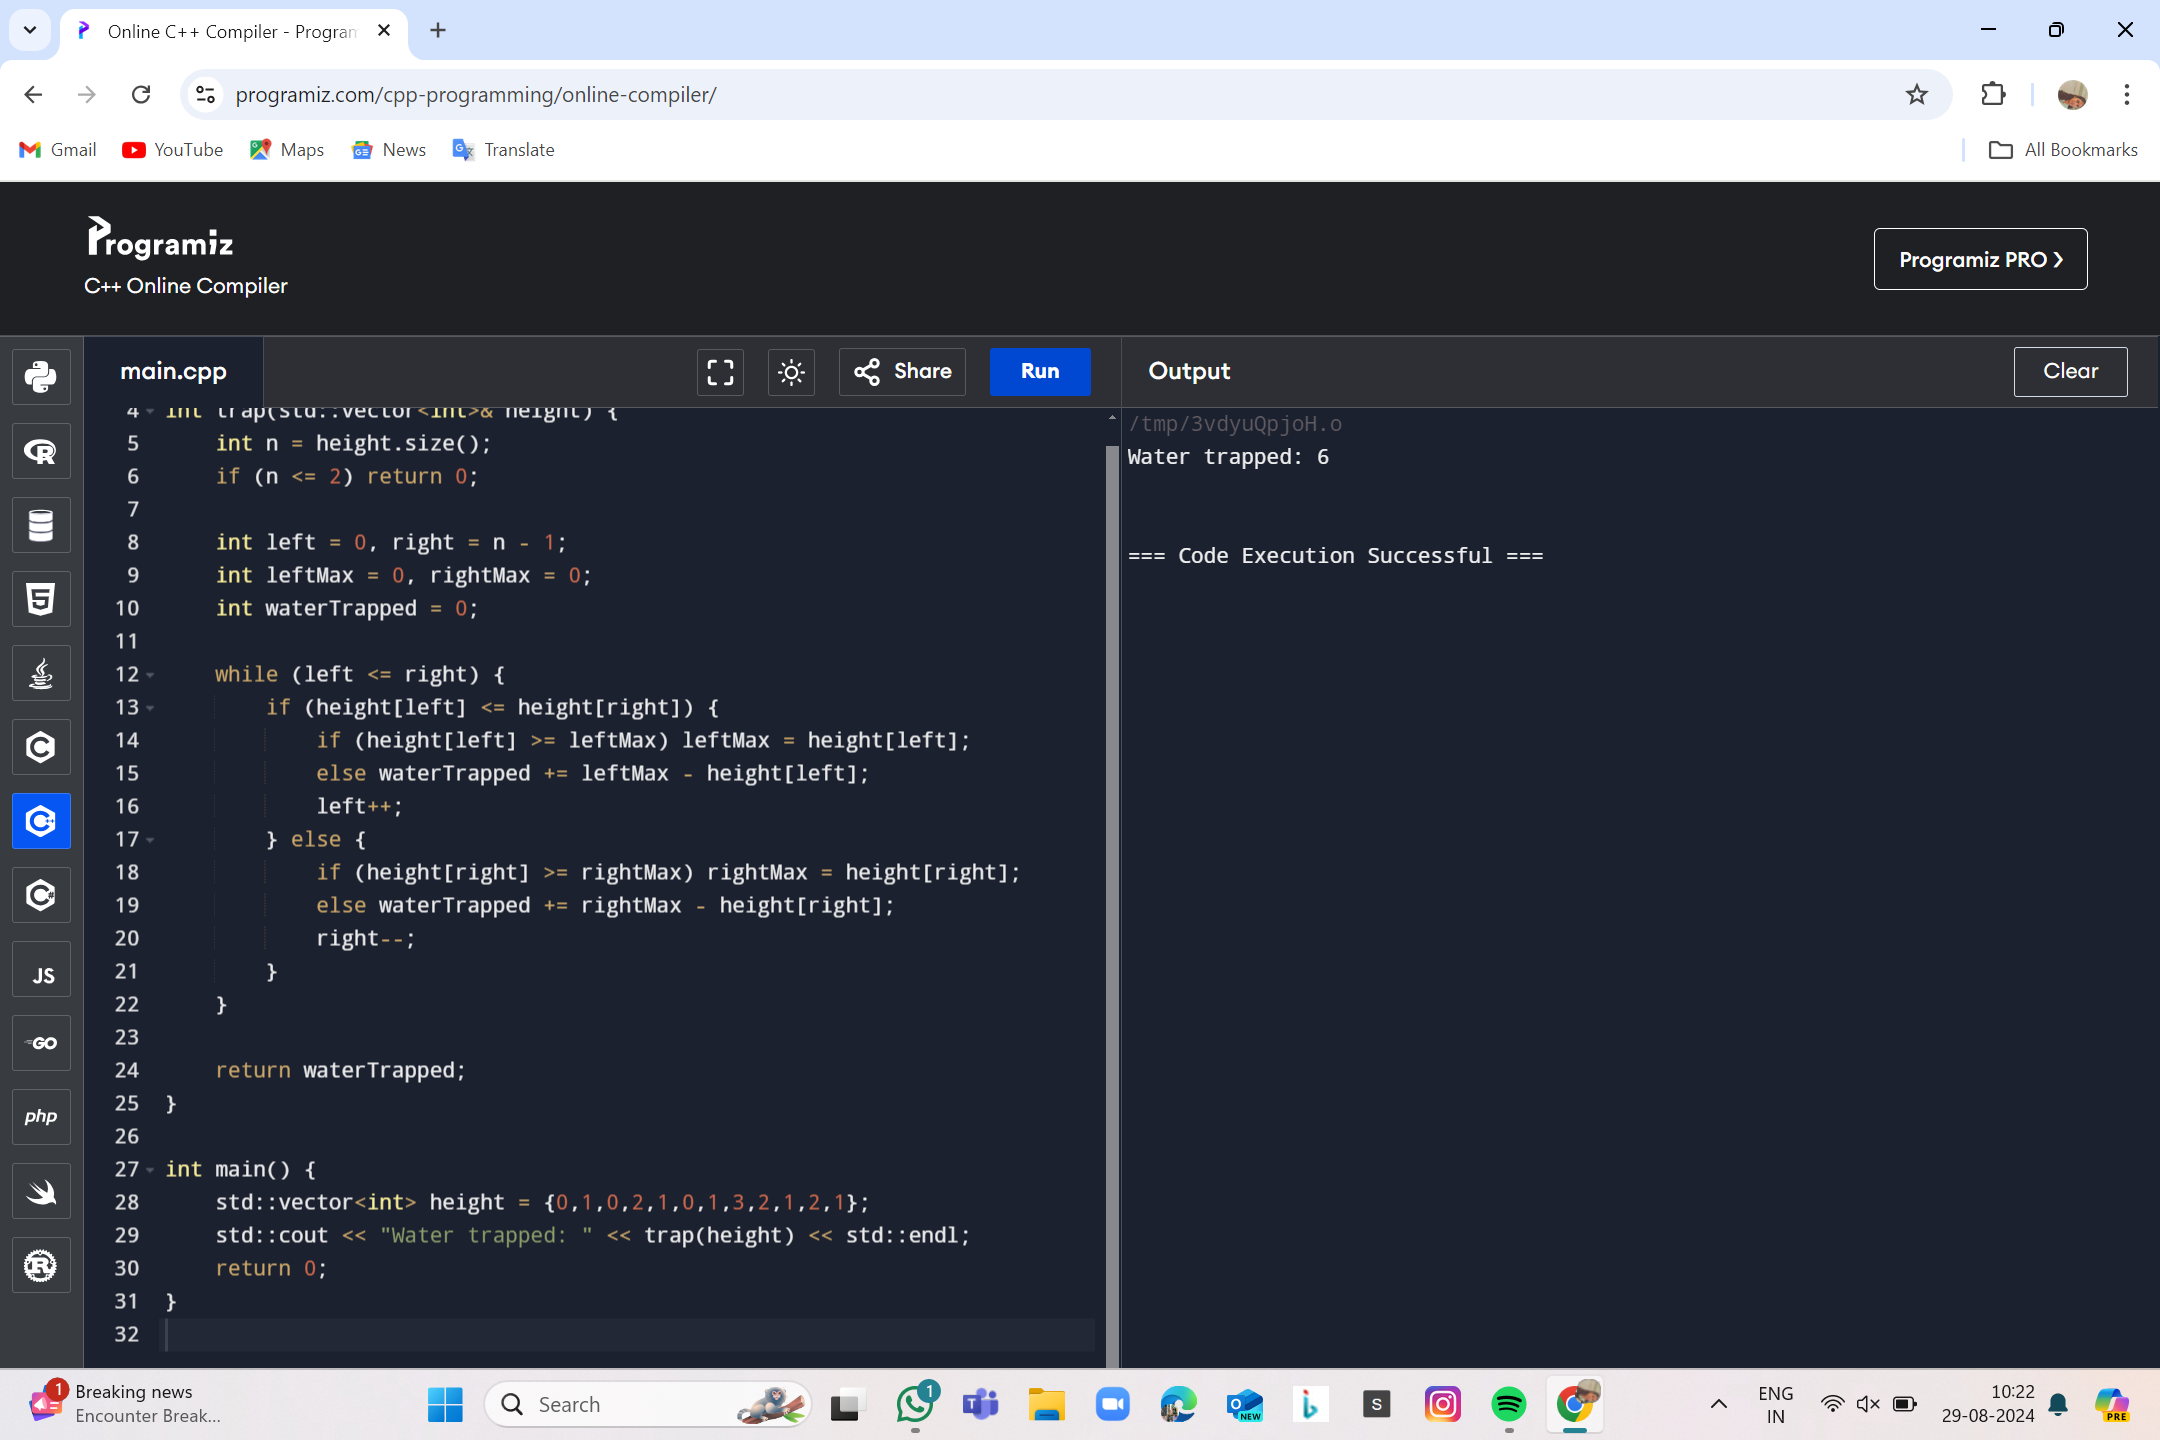 Online C++ Compiler - Program
programiz.com/cpp-programming/online-compiler/
Gmail YouTube Maps News Translate All Bookmarks
Programiz
C++ Online Compiler
Programiz PRO
main.cpp
Share
Run
Output
Clear
4 int trap(std::vector<int>& height) {
5     int n = height.size();
6     if (n <= 2) return 0;
7
8     int left = 0, right = n - 1;
9     int leftMax = 0, rightMax = 0;
10     int waterTrapped = 0;
11
12     while (left <= right) {
13         if (height[left] <= height[right]) {
14             if (height[left] >= leftMax) leftMax = height[left];
15             else waterTrapped += leftMax - height[left];
16             left++;
17         } else {
18             if (height[right] >= rightMax) rightMax = height[right];
19             else waterTrapped += rightMax - height[right];
20             right--;
21         }
22     }
23
24     return waterTrapped;
25 }
26
27 int main() {
28     std::vector<int> height = {0,1,0,2,1,0,1,3,2,1,2,1};
29     std::cout << "Water trapped: " << trap(height) << std::endl;
30     return 0;
31 }
32
/tmp/3vdyuQpjoH.o
Water trapped: 6
=== Code Execution Successful ===
JS
GO
php
1
Breaking news
Encounter Break...
Search
1
NEW
S
ENG
IN
10:22
29-08-2024
PRE